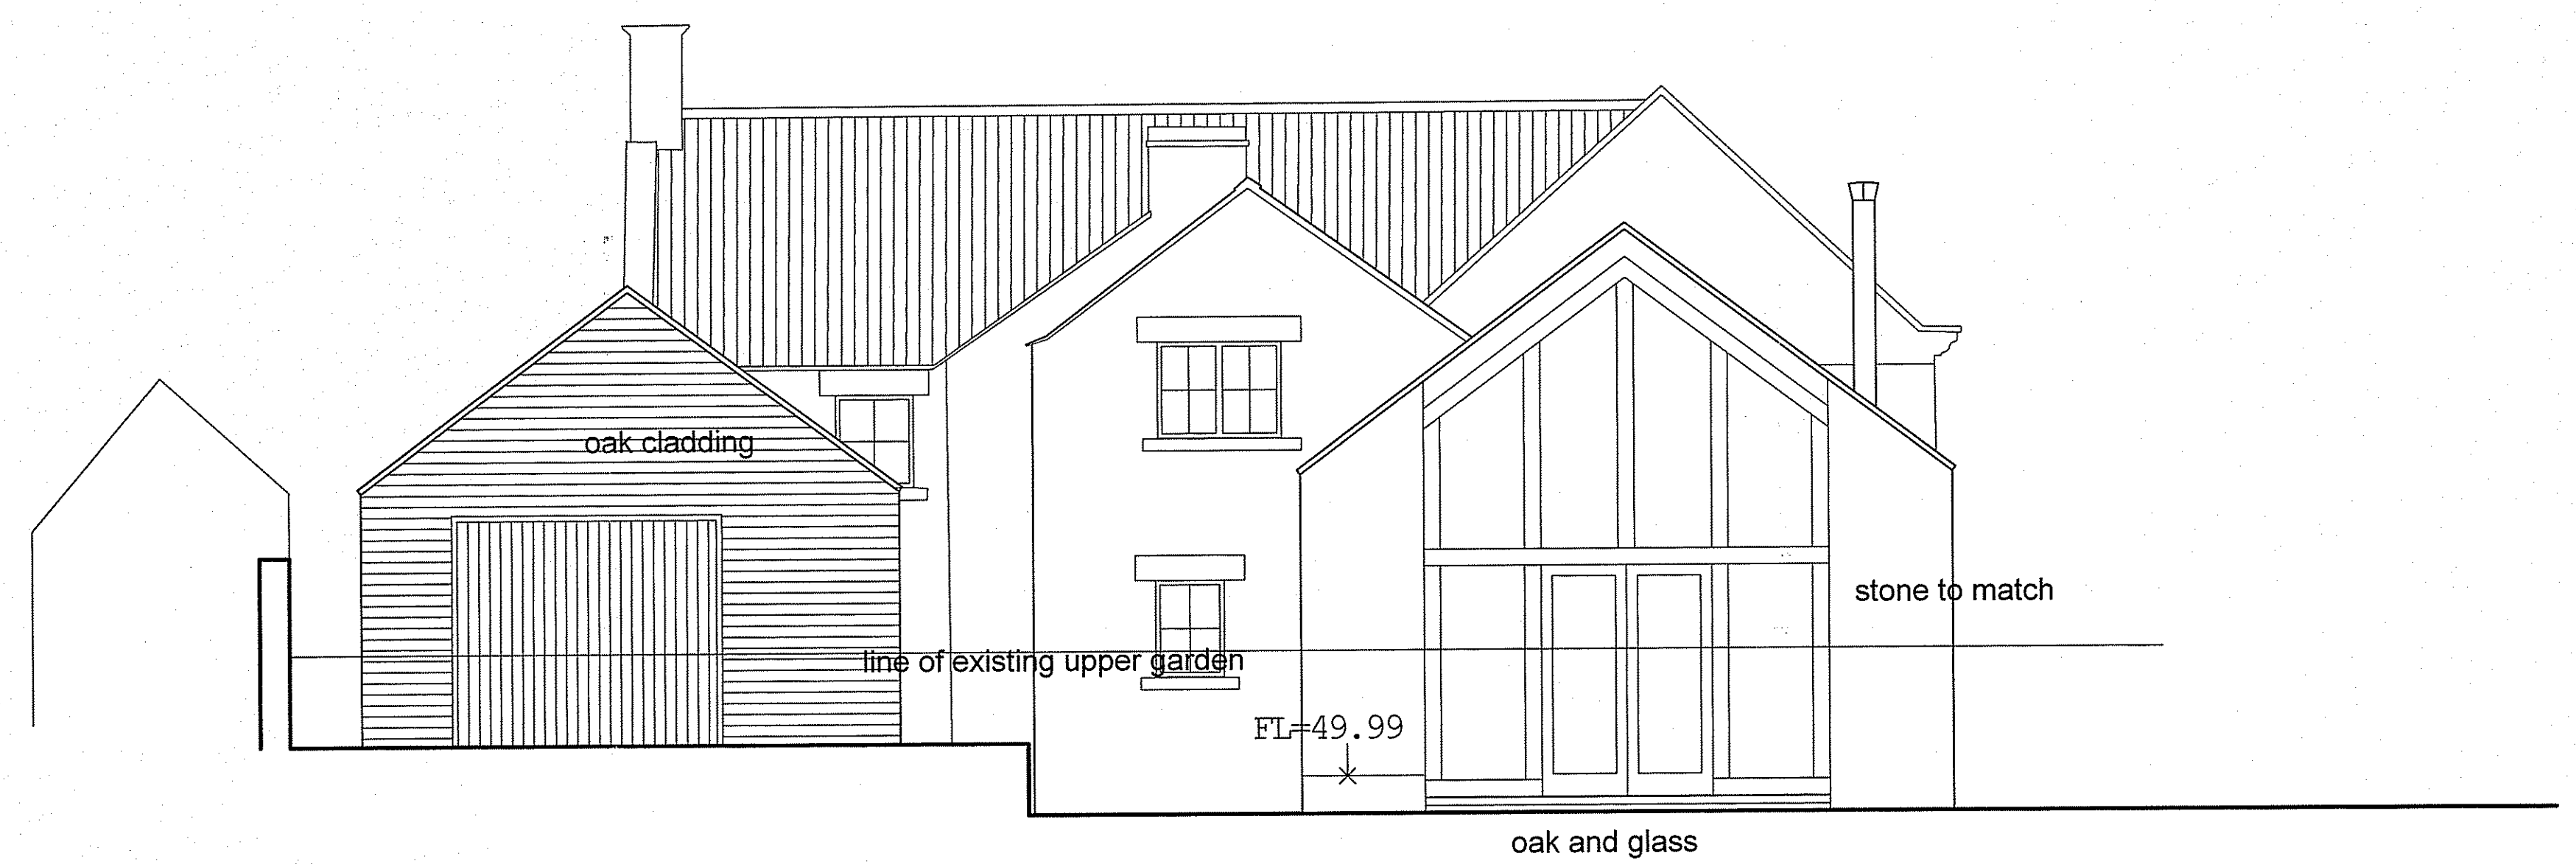 oak cladding
stone to match
line of existing upper garden
FL=49.99
oak and glass